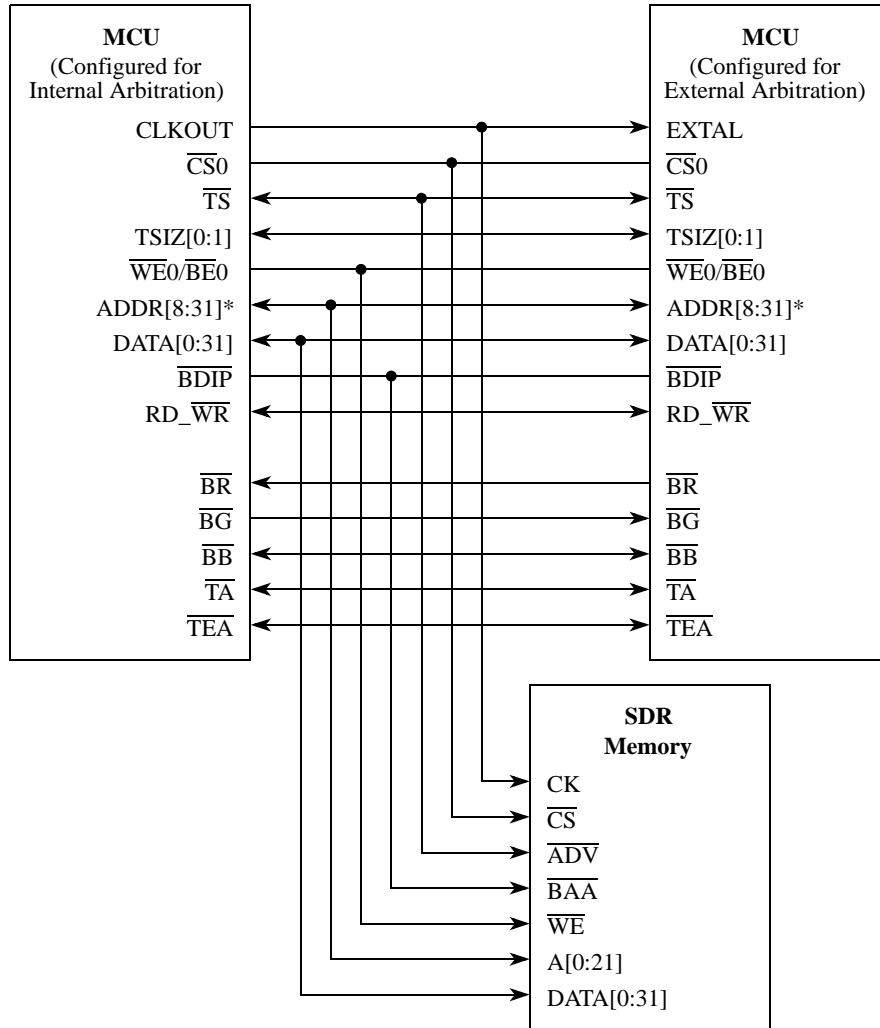 MCU
(Configured for
Internal Arbitration)
CLKOUT
CS0
TS
TSIZ[0:1]
WE0/BE0
ADDR[8:31]*
DATA[0:31]
BDIP
RD_WR
BR
BG
BB
TA
TEA
MCU
(Configured for
External Arbitration)
EXTAL
CS0
TS
TSIZ[0:1]
WE0/BE0
ADDR[8:31]*
DATA[0:31]
BDIP
RD_WR
BR
BG
BB
TA
TEA
SDR
Memory
CK
CS
ADV
BAA
WE
A[0:21]
DATA[0:31]